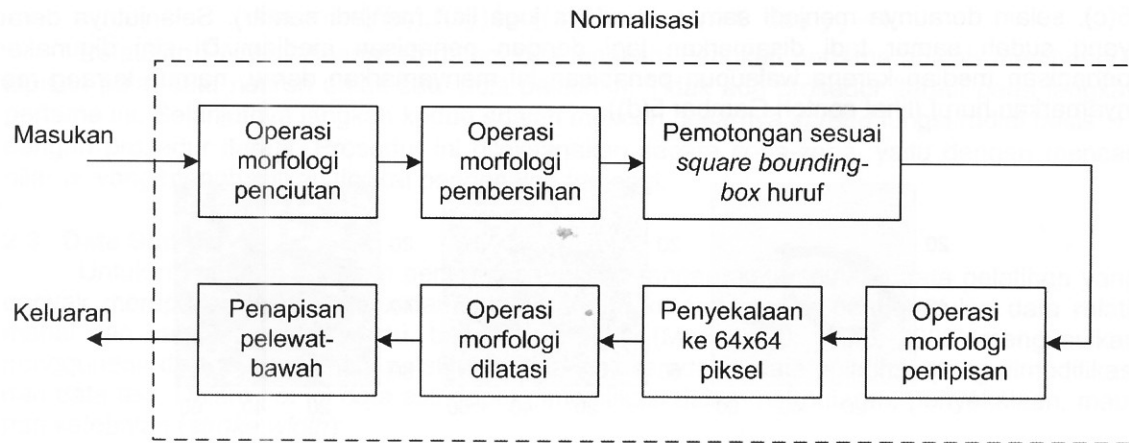 Normalisasi
Masukan
Operasi
morfologi
penciutan
Operasi
morfologi
pembersihan
Pemotongan sesuai
square bounding-
box huruf
Operasi
morfologi
penipisan
Penyekalaan
ke 64x64
piksel
Operasi
morfologi
dilatasi
Penapisan
pelewat-
bawah
Keluaran